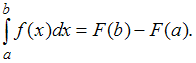 ∫_a^b f(x)dx = F(b) – F(a).